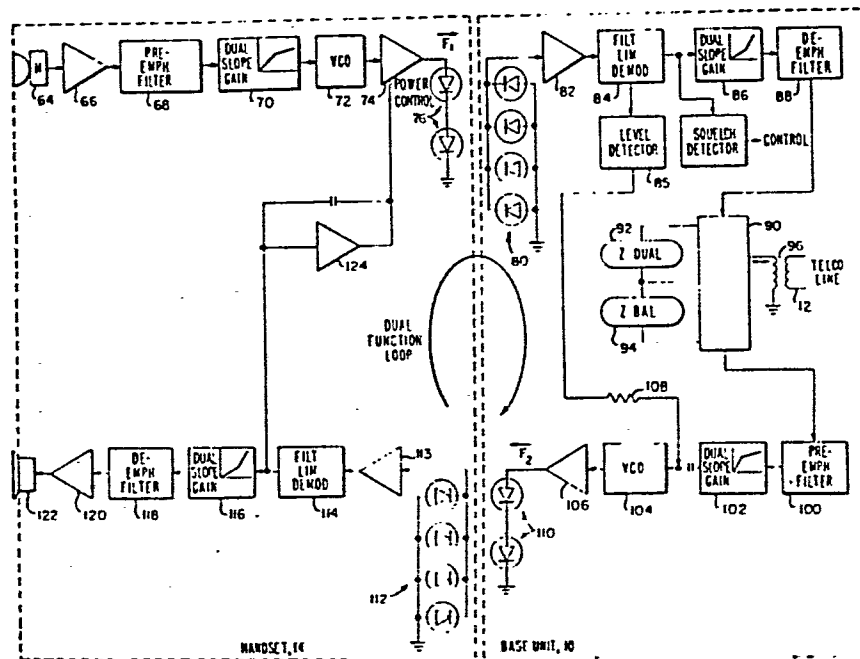 F1
M
64
66
PRE-
EMPH
FILTER
68
DUAL
SLOPE
GAIN
70
VCO
72
74
POWER
CONTROL
76
80
82
FILT
LIM
DEMOD
84
DUAL
SLOPE
GAIN
86
DE-
EMPH
FILTER
88
LEVEL
DETECTOR
85
SQUELCH
DETECTOR
CONTROL
90
92
Z DUAL
Z BAL
94
96
TELCO
LINE
12
124
DUAL
FUNCTION
LOOP
108
F2
122
120
DE-
EMPH
FILTER
118
DUAL
SLOPE
GAIN
116
FILT
LIM
DEMOD
114
113
112
110
106
VCO
104
DUAL
SLOPE
GAIN
102
PRE-
EMPH
FILTER
100
HANDSET, 14
BASE UNIT, 10